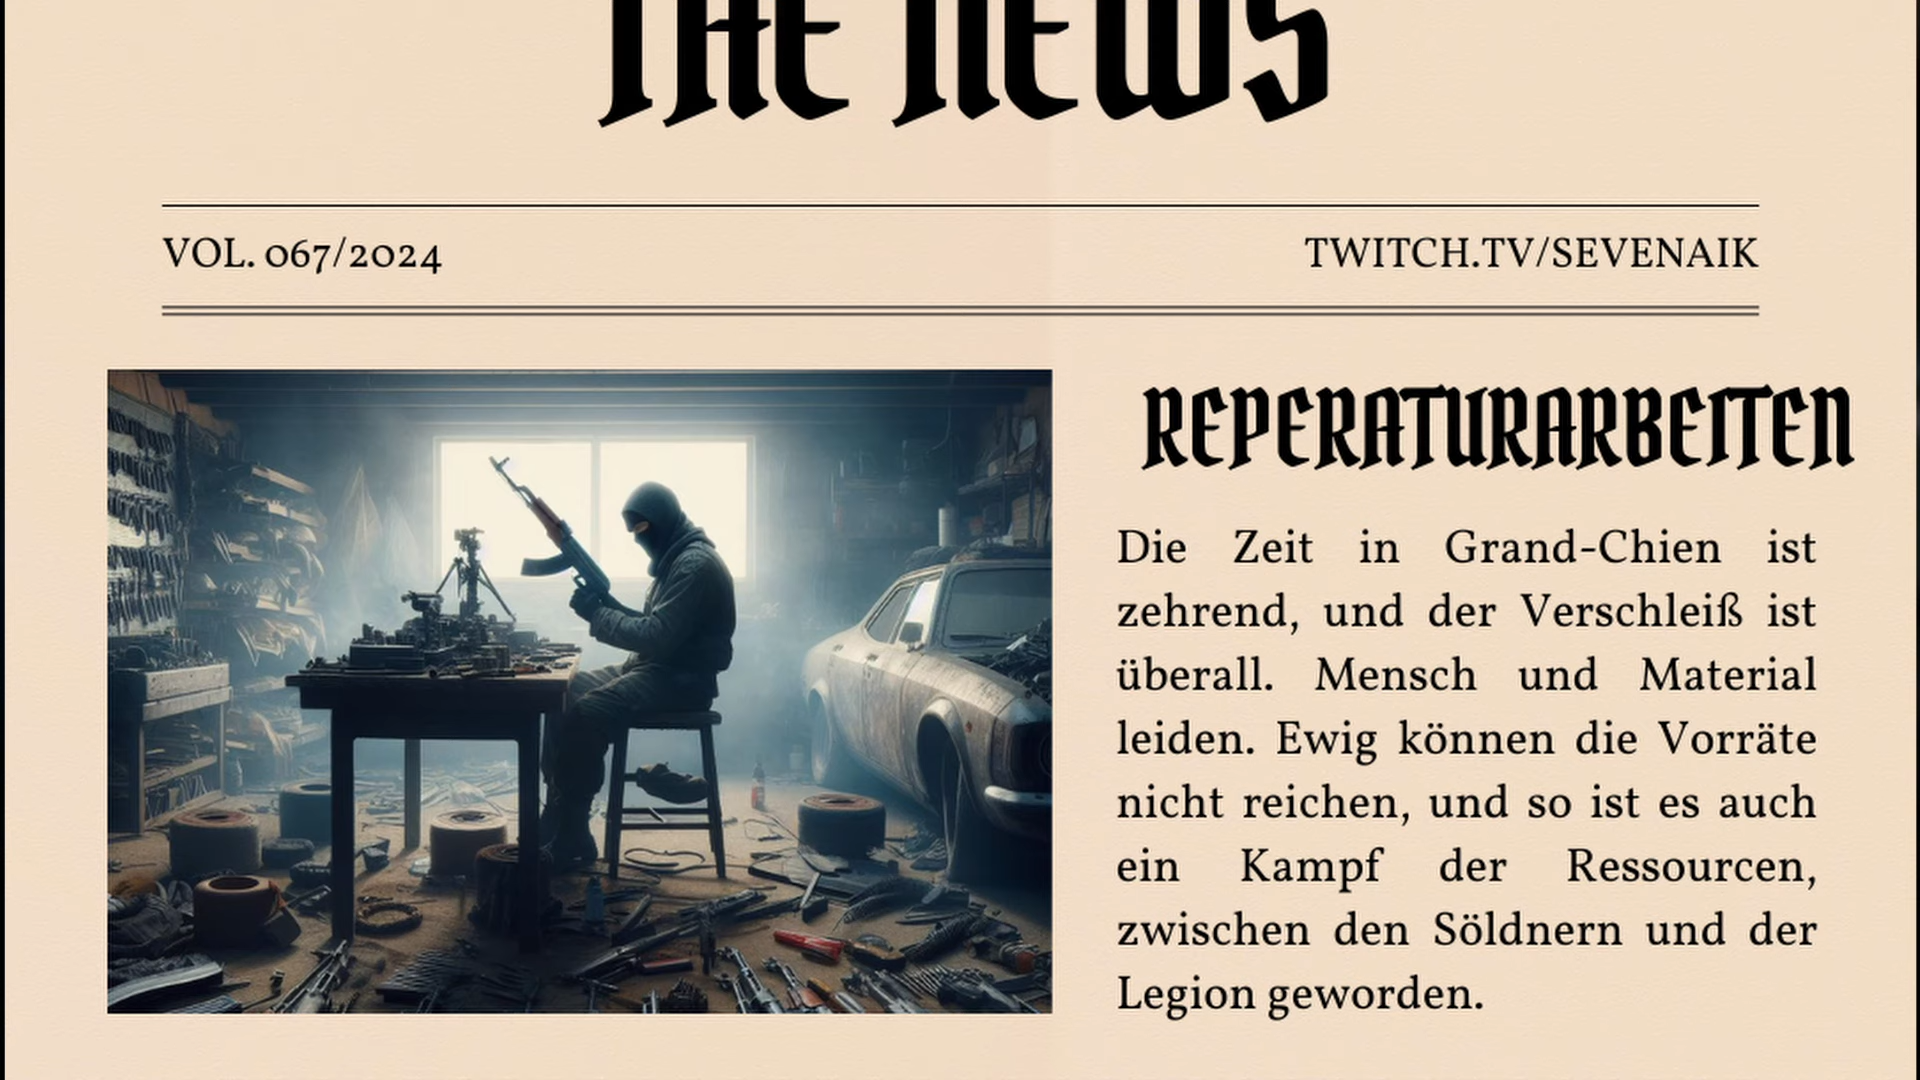 THE NEWS
VOL. 067/2024
TWITCH.TV/SEVENAIK
REPERATURARBEITEN
Die Zeit in Grand-Chien ist
zehrend, und der Verschleiß ist
überall. Mensch und Material
leiden. Ewig können die Vorräte
nicht reichen, und so ist es auch
ein Kampf der Ressourcen,
zwischen den Söldnern und der
Legion geworden.